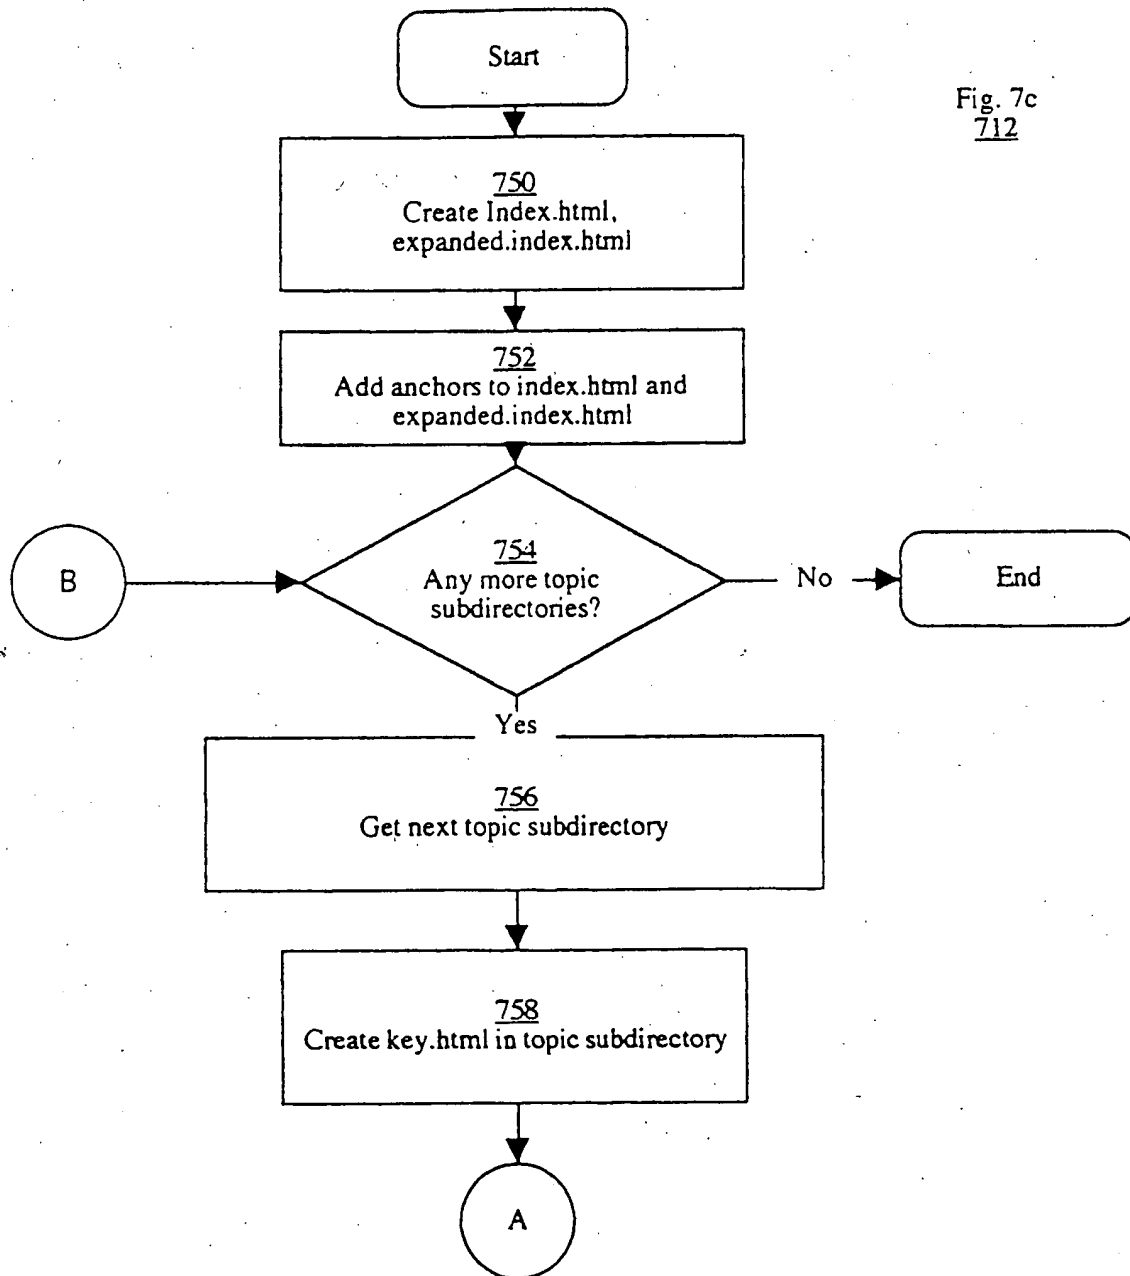 Start
Fig. 7c
712
750
Create Index.html,
expanded.index.html
752
Add anchors to index.html and
expanded.index.html
754
Any more topic
subdirectories?
B
No
End
Yes
756
Get next topic subdirectory
758
Create key.html in topic subdirectory
A